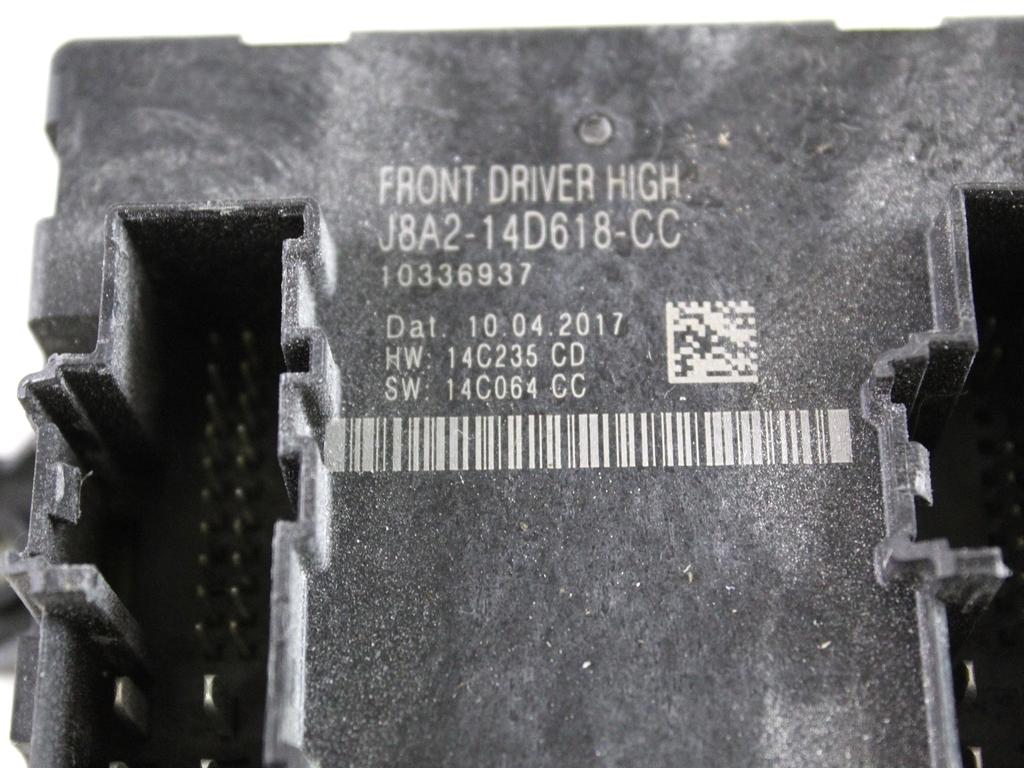 FRONT DRIVER HIGH
J8A2-14D618-CC
10336937
Dat. 10.04.2017
HW: 14C235 CD
SW: 14C064 CC